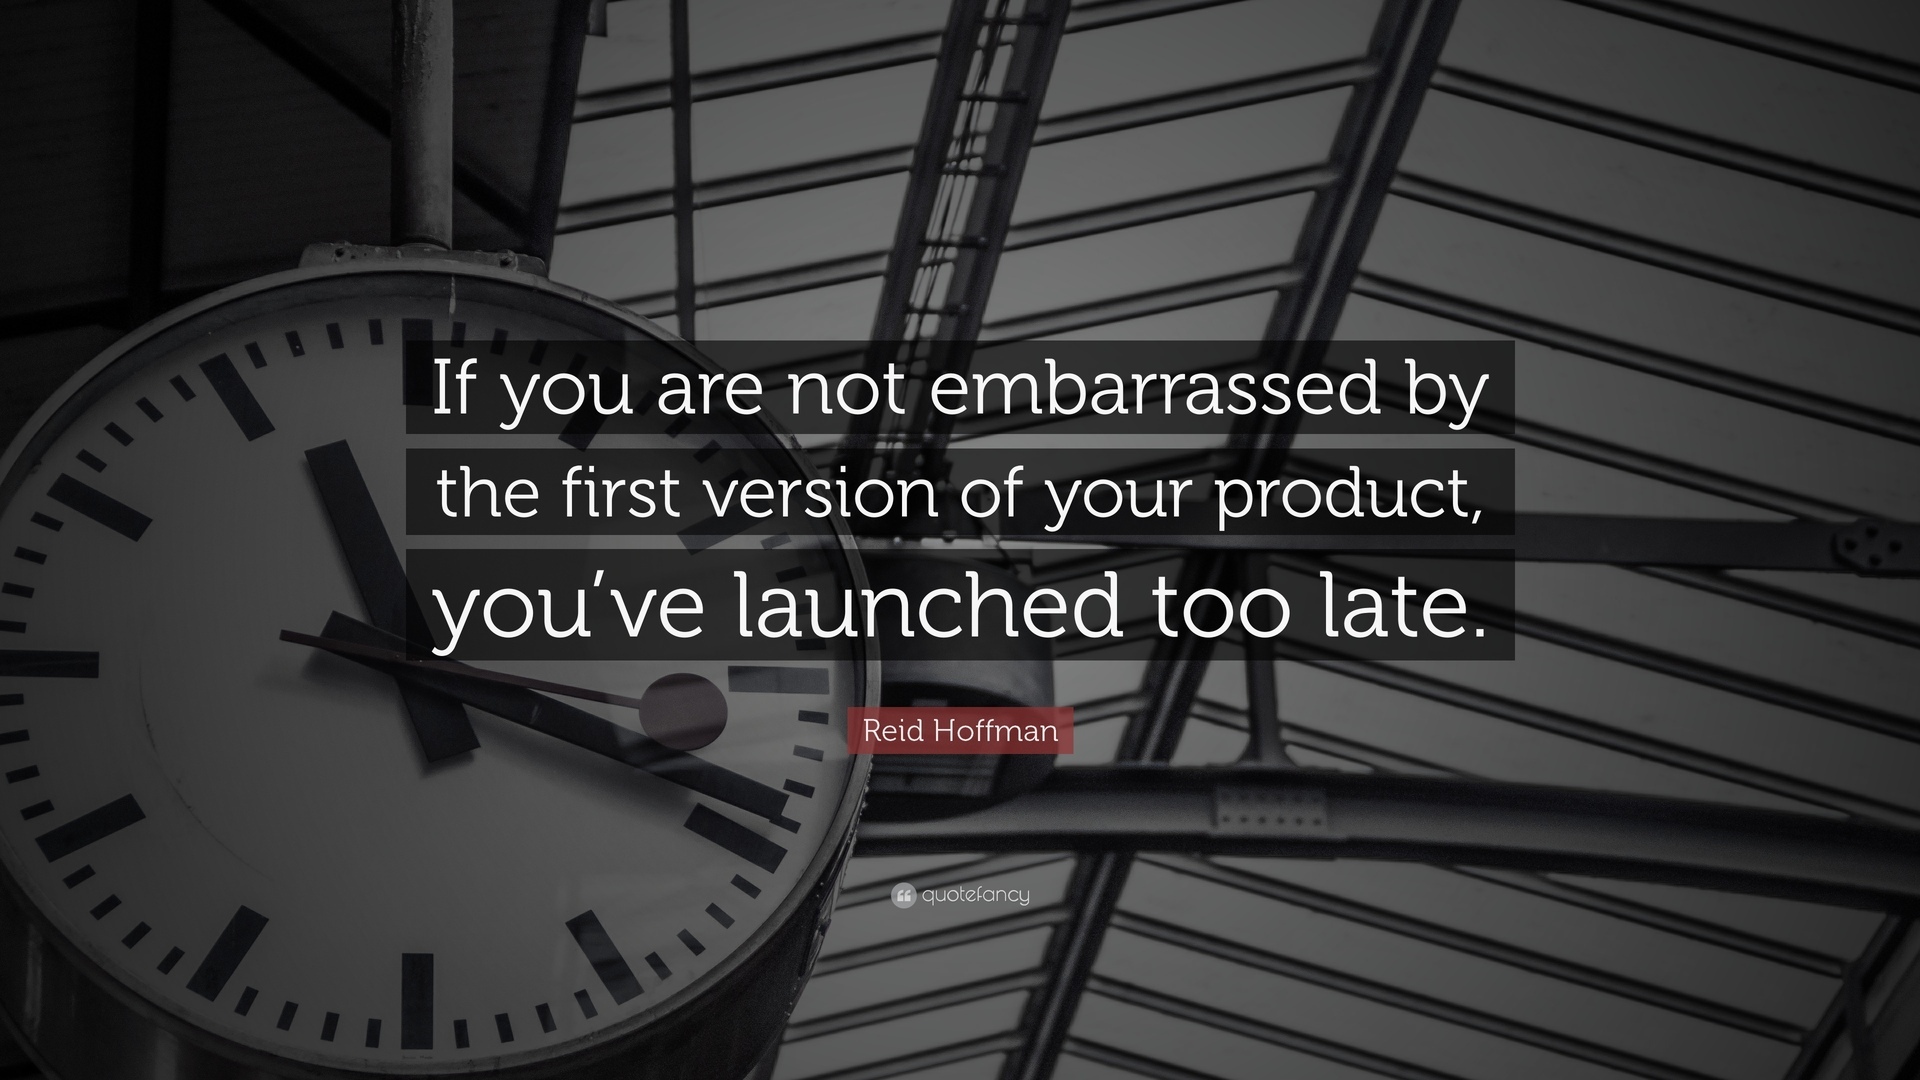 If you are not embarrassed by
the first version of your product,
you’ve launched too late.
Reid Hoffman
quotefancy